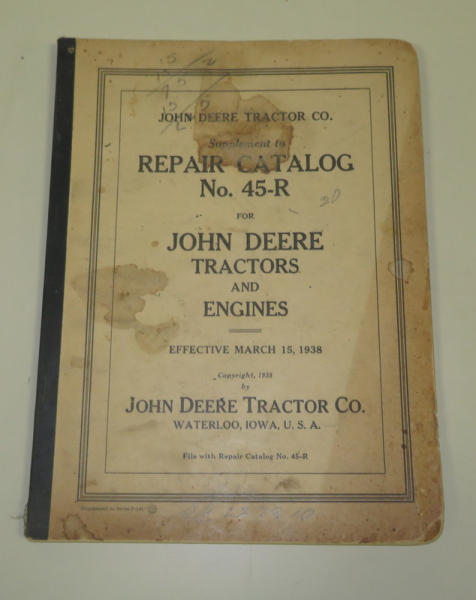 JOHN DEERE TRACTOR CO.
Supplement to
REPAIR CATALOG
No. 45-R
FOR
JOHN DEERE
TRACTORS
AND
ENGINES
EFFECTIVE MARCH 15, 1938
Copyright, 1938
by
JOHN DEERE TRACTOR CO.
WATERLOO, IOWA, U. S. A.
File with Repair Catalog No. 45-R
20